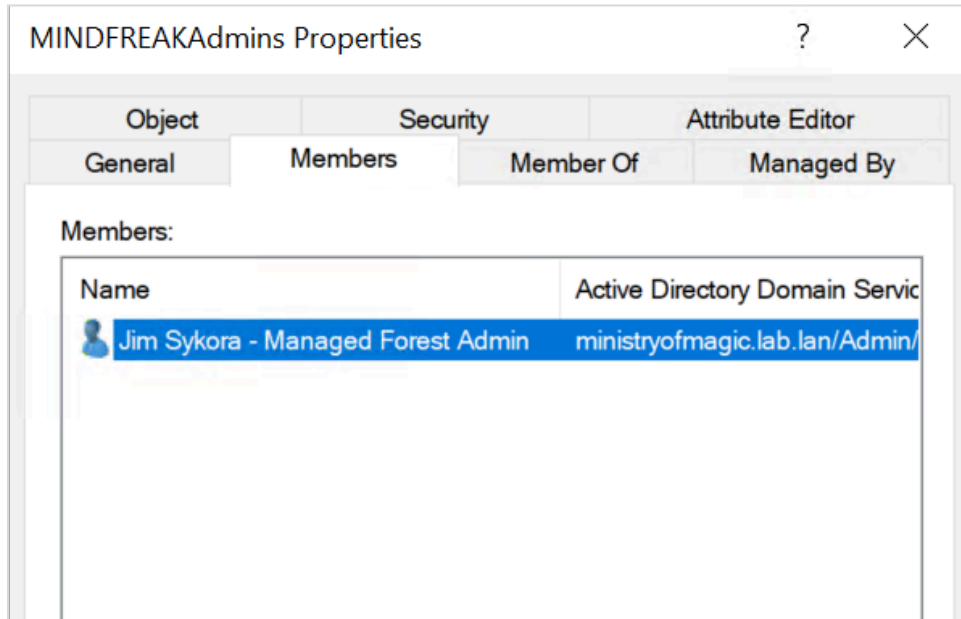 MINDFREAKAdmins Properties ? ✕
Object Security Attribute Editor
General Members Member Of Managed By
Members:
Name Active Directory Domain Servic
Jim Sykora - Managed Forest Admin ministryofmagic.lab.lan/Admin/